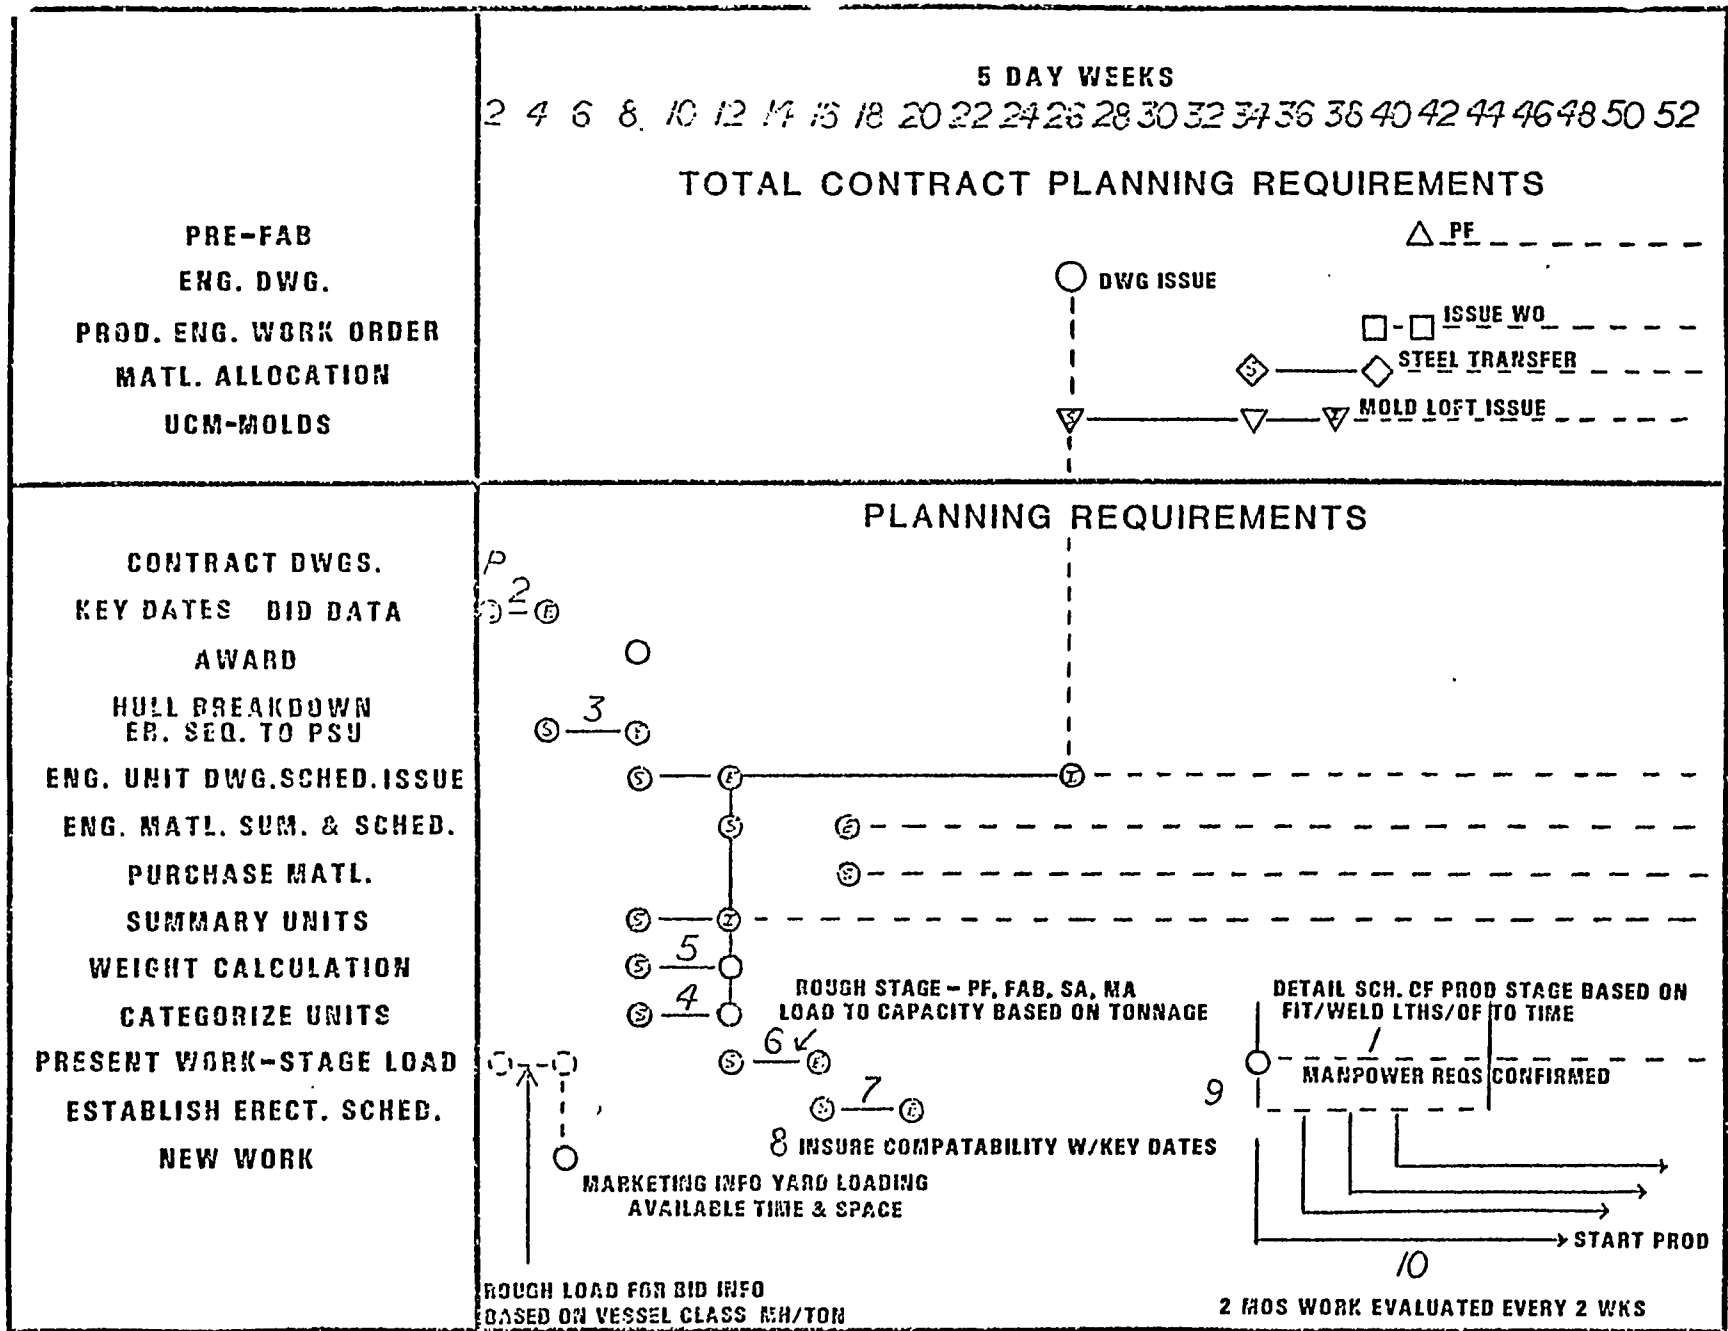 5 DAY WEEKS
2 4 6 8 10 12 14 16 18 20 22 24 26 28 30 32 34 36 38 40 42 44 46 48 50 52
TOTAL CONTRACT PLANNING REQUIREMENTS
PRE-FAB
PF
ENG. DWG.
DWG ISSUE
PROD. ENG. WORK ORDER
ISSUE WO
MATL. ALLOCATION
S
STEEL TRANSFER
UCM-MOLDS
S I MOLD LOFT ISSUE
PLANNING REQUIREMENTS
CONTRACT DWGS.
P
KEY DATES BID DATA
2 E
AWARD
HULL BREAKDOWN
ER. SEQ. TO PSU
S 3 E
ENG. UNIT DWG.SCHED.ISSUE
S E I
ENG. MATL. SUM. & SCHED.
S E
PURCHASE MATL.
S
SUMMARY UNITS
S I
WEIGHT CALCULATION
S 5
CATEGORIZE UNITS
S 4
ROUGH STAGE - PF, FAB, SA, MA
LOAD TO CAPACITY BASED ON TONNAGE
DETAIL SCH. OF PROD STAGE BASED ON
FIT/WELD LTHS/OF TO TIME
PRESENT WORK-STAGE LOAD
S 6 E
1
MANPOWER REQS CONFIRMED
ESTABLISH ERECT. SCHED.
S 7 E
9
8 INSURE COMPATABILITY W/KEY DATES
NEW WORK
MARKETING INFO YARD LOADING
AVAILABLE TIME & SPACE
START PROD
10
ROUGH LOAD FOR BID INFO
BASED ON VESSEL CLASS MH/TON
2 MOS WORK EVALUATED EVERY 2 WKS